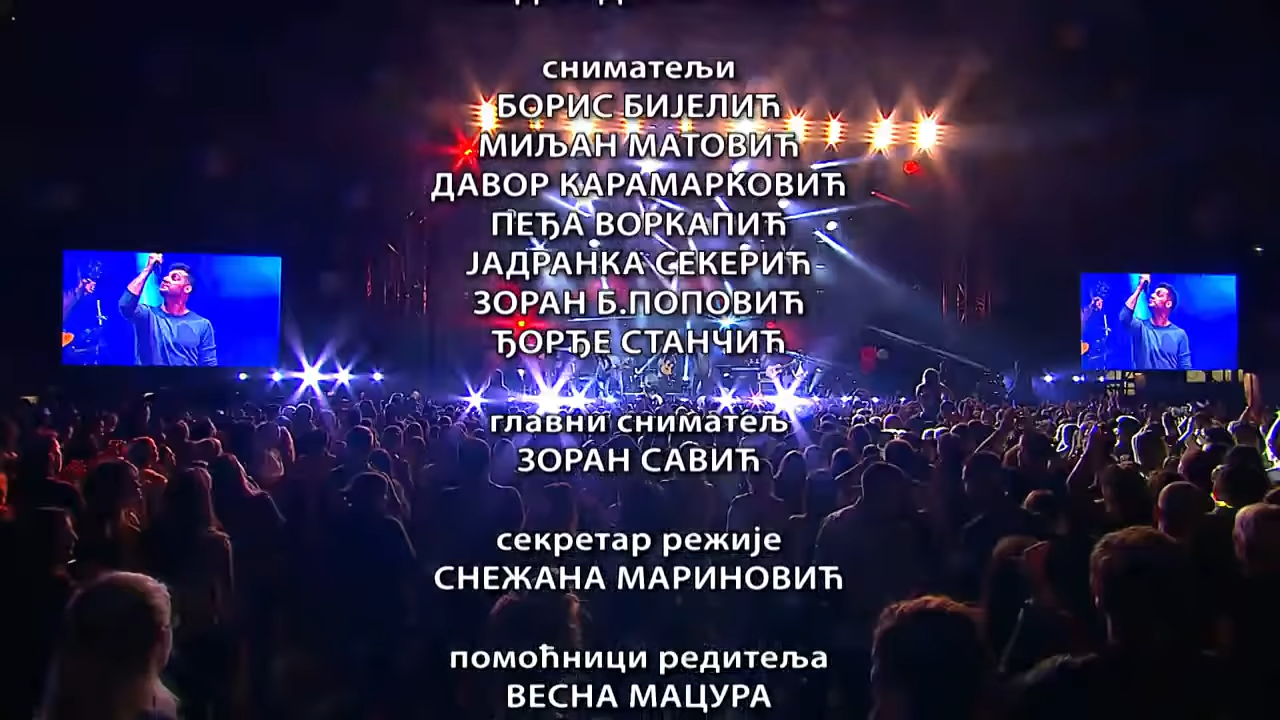 сниматељи
БОРИС БИЈЕЛИЋ
МИЉАН МАТОВИЋ
ДАВОР КАРАМАРКОВИЋ
ПЕЂА ВОРКАПИЋ
ЈАДРАНКА СЕКЕРИЋ
ЗОРАН Б.ПОПОВИЋ
ЂОРЂЕ СТАНЧИЋ
главни сниматељ
ЗОРАН САВИЋ
секретар режије
СНЕЖАНА МАРИНОВИЋ
помоћници редитеља
ВЕСНА МАЦУРА